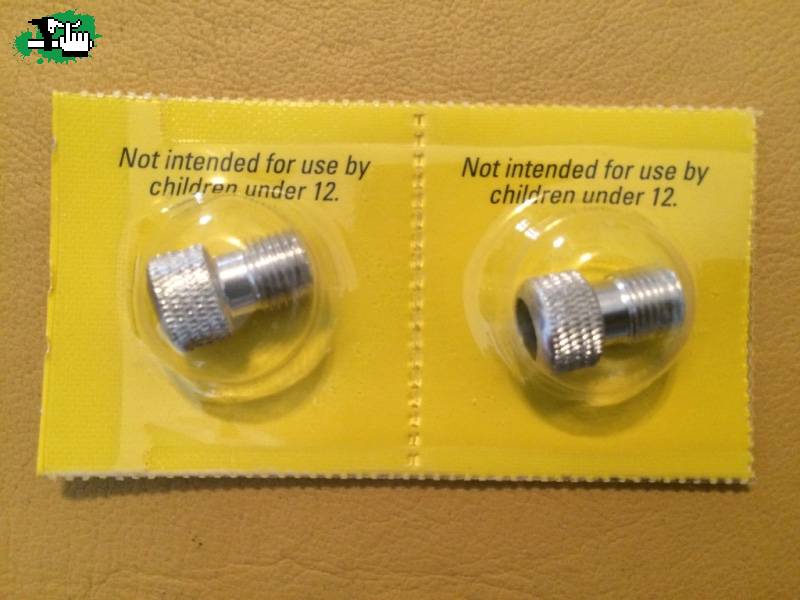 Not intended for use by
children under 12.
Not intended for use by
children under 12.